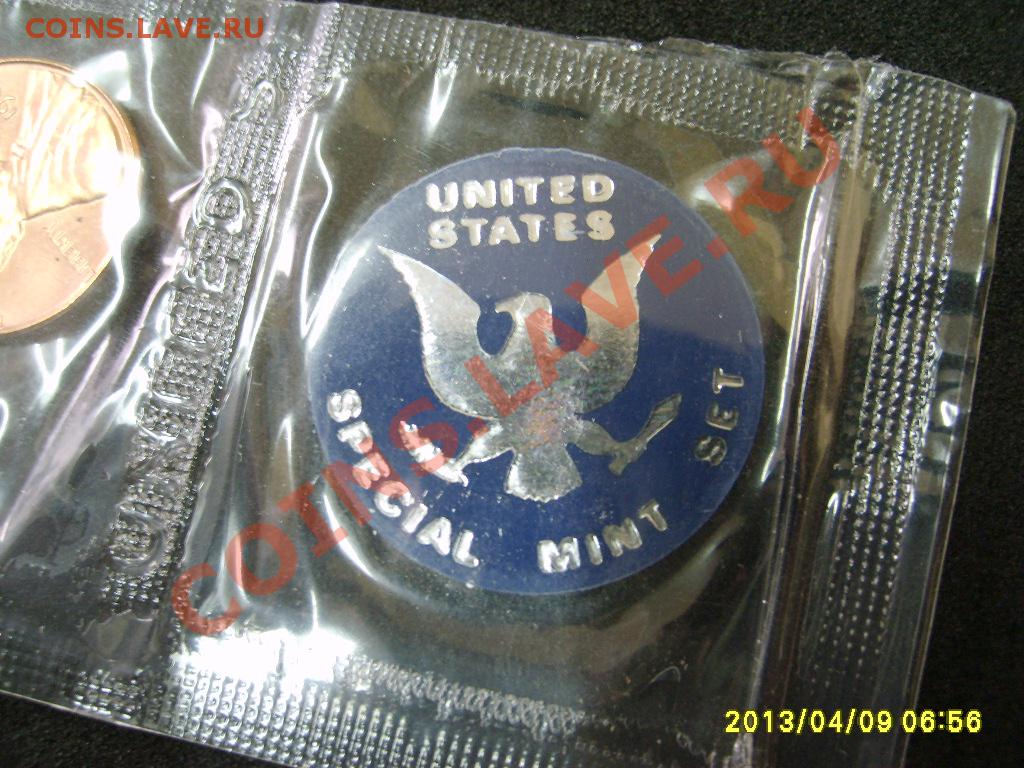 COINS.LAVE.RU
UNITED
STATES
SPECIAL MINT SET
COINS.LAVE.RU
2013/04/09 06:56